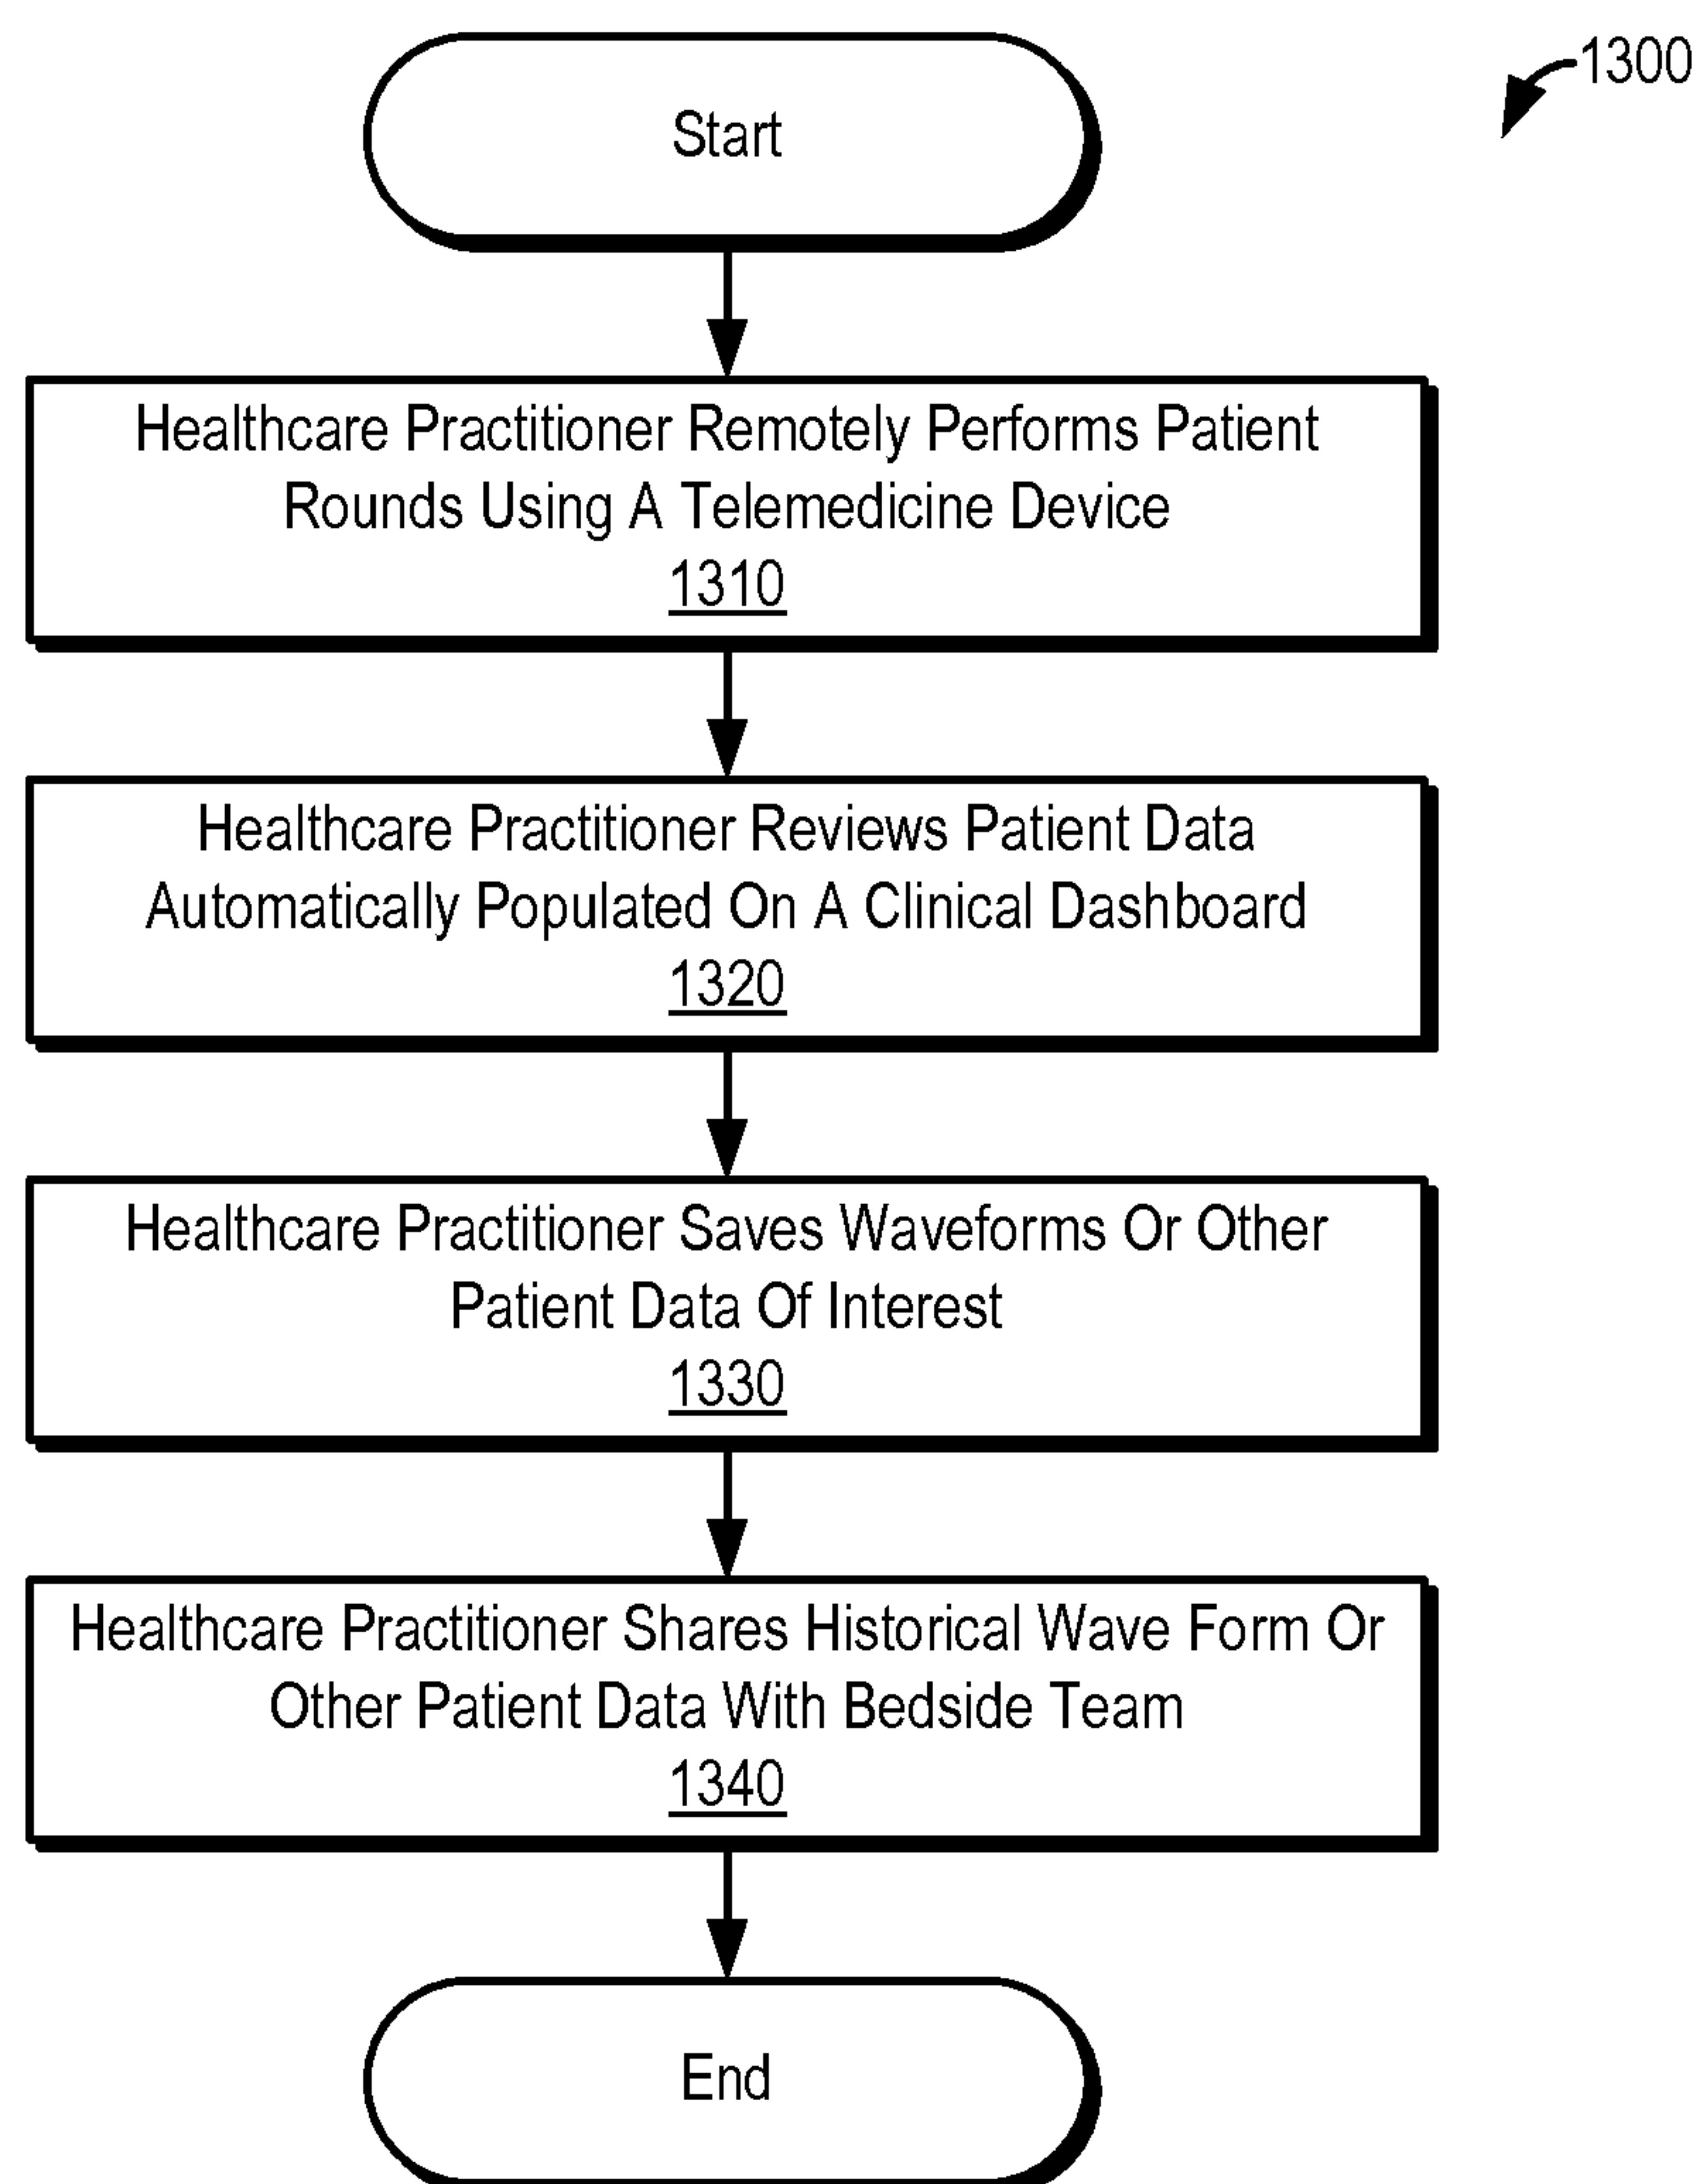 Start
1300
Healthcare Practitioner Remotely Performs Patient
Rounds Using A Telemedicine Device
1310
Healthcare Practitioner Reviews Patient Data
Automatically Populated On A Clinical Dashboard
1320
Healthcare Practitioner Saves Waveforms Or Other
Patient Data Of Interest
1330
Healthcare Practitioner Shares Historical Wave Form Or
Other Patient Data With Bedside Team
1340
End